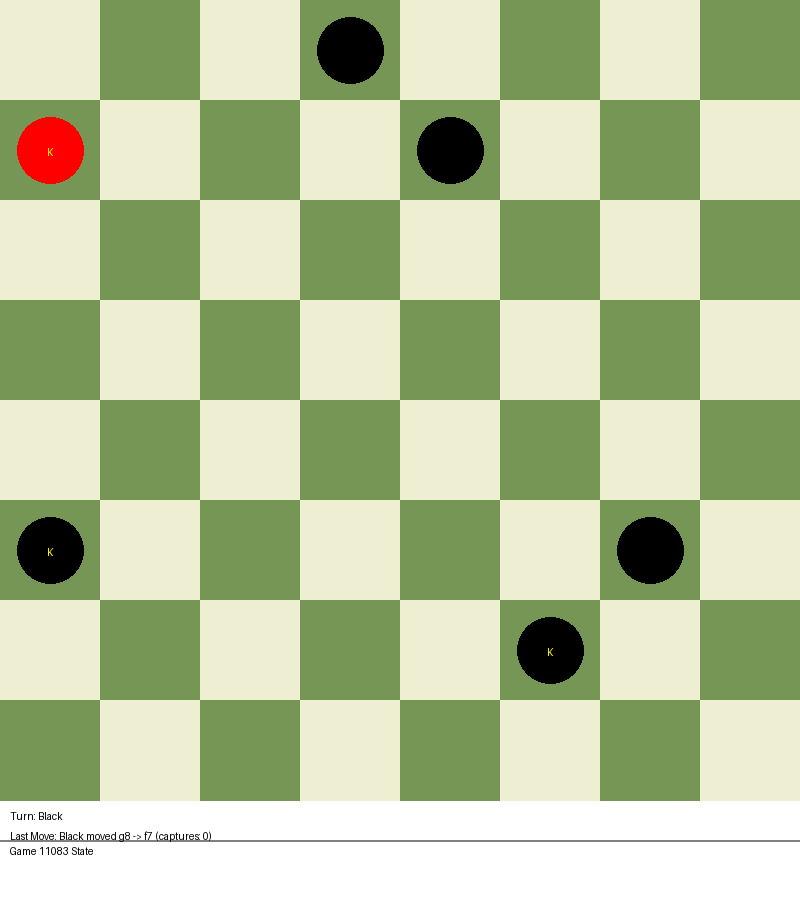 K
K
K
Turn: Black
Last Move: Black moved g8 -> f7 (captures: 0)
Game 11083 State